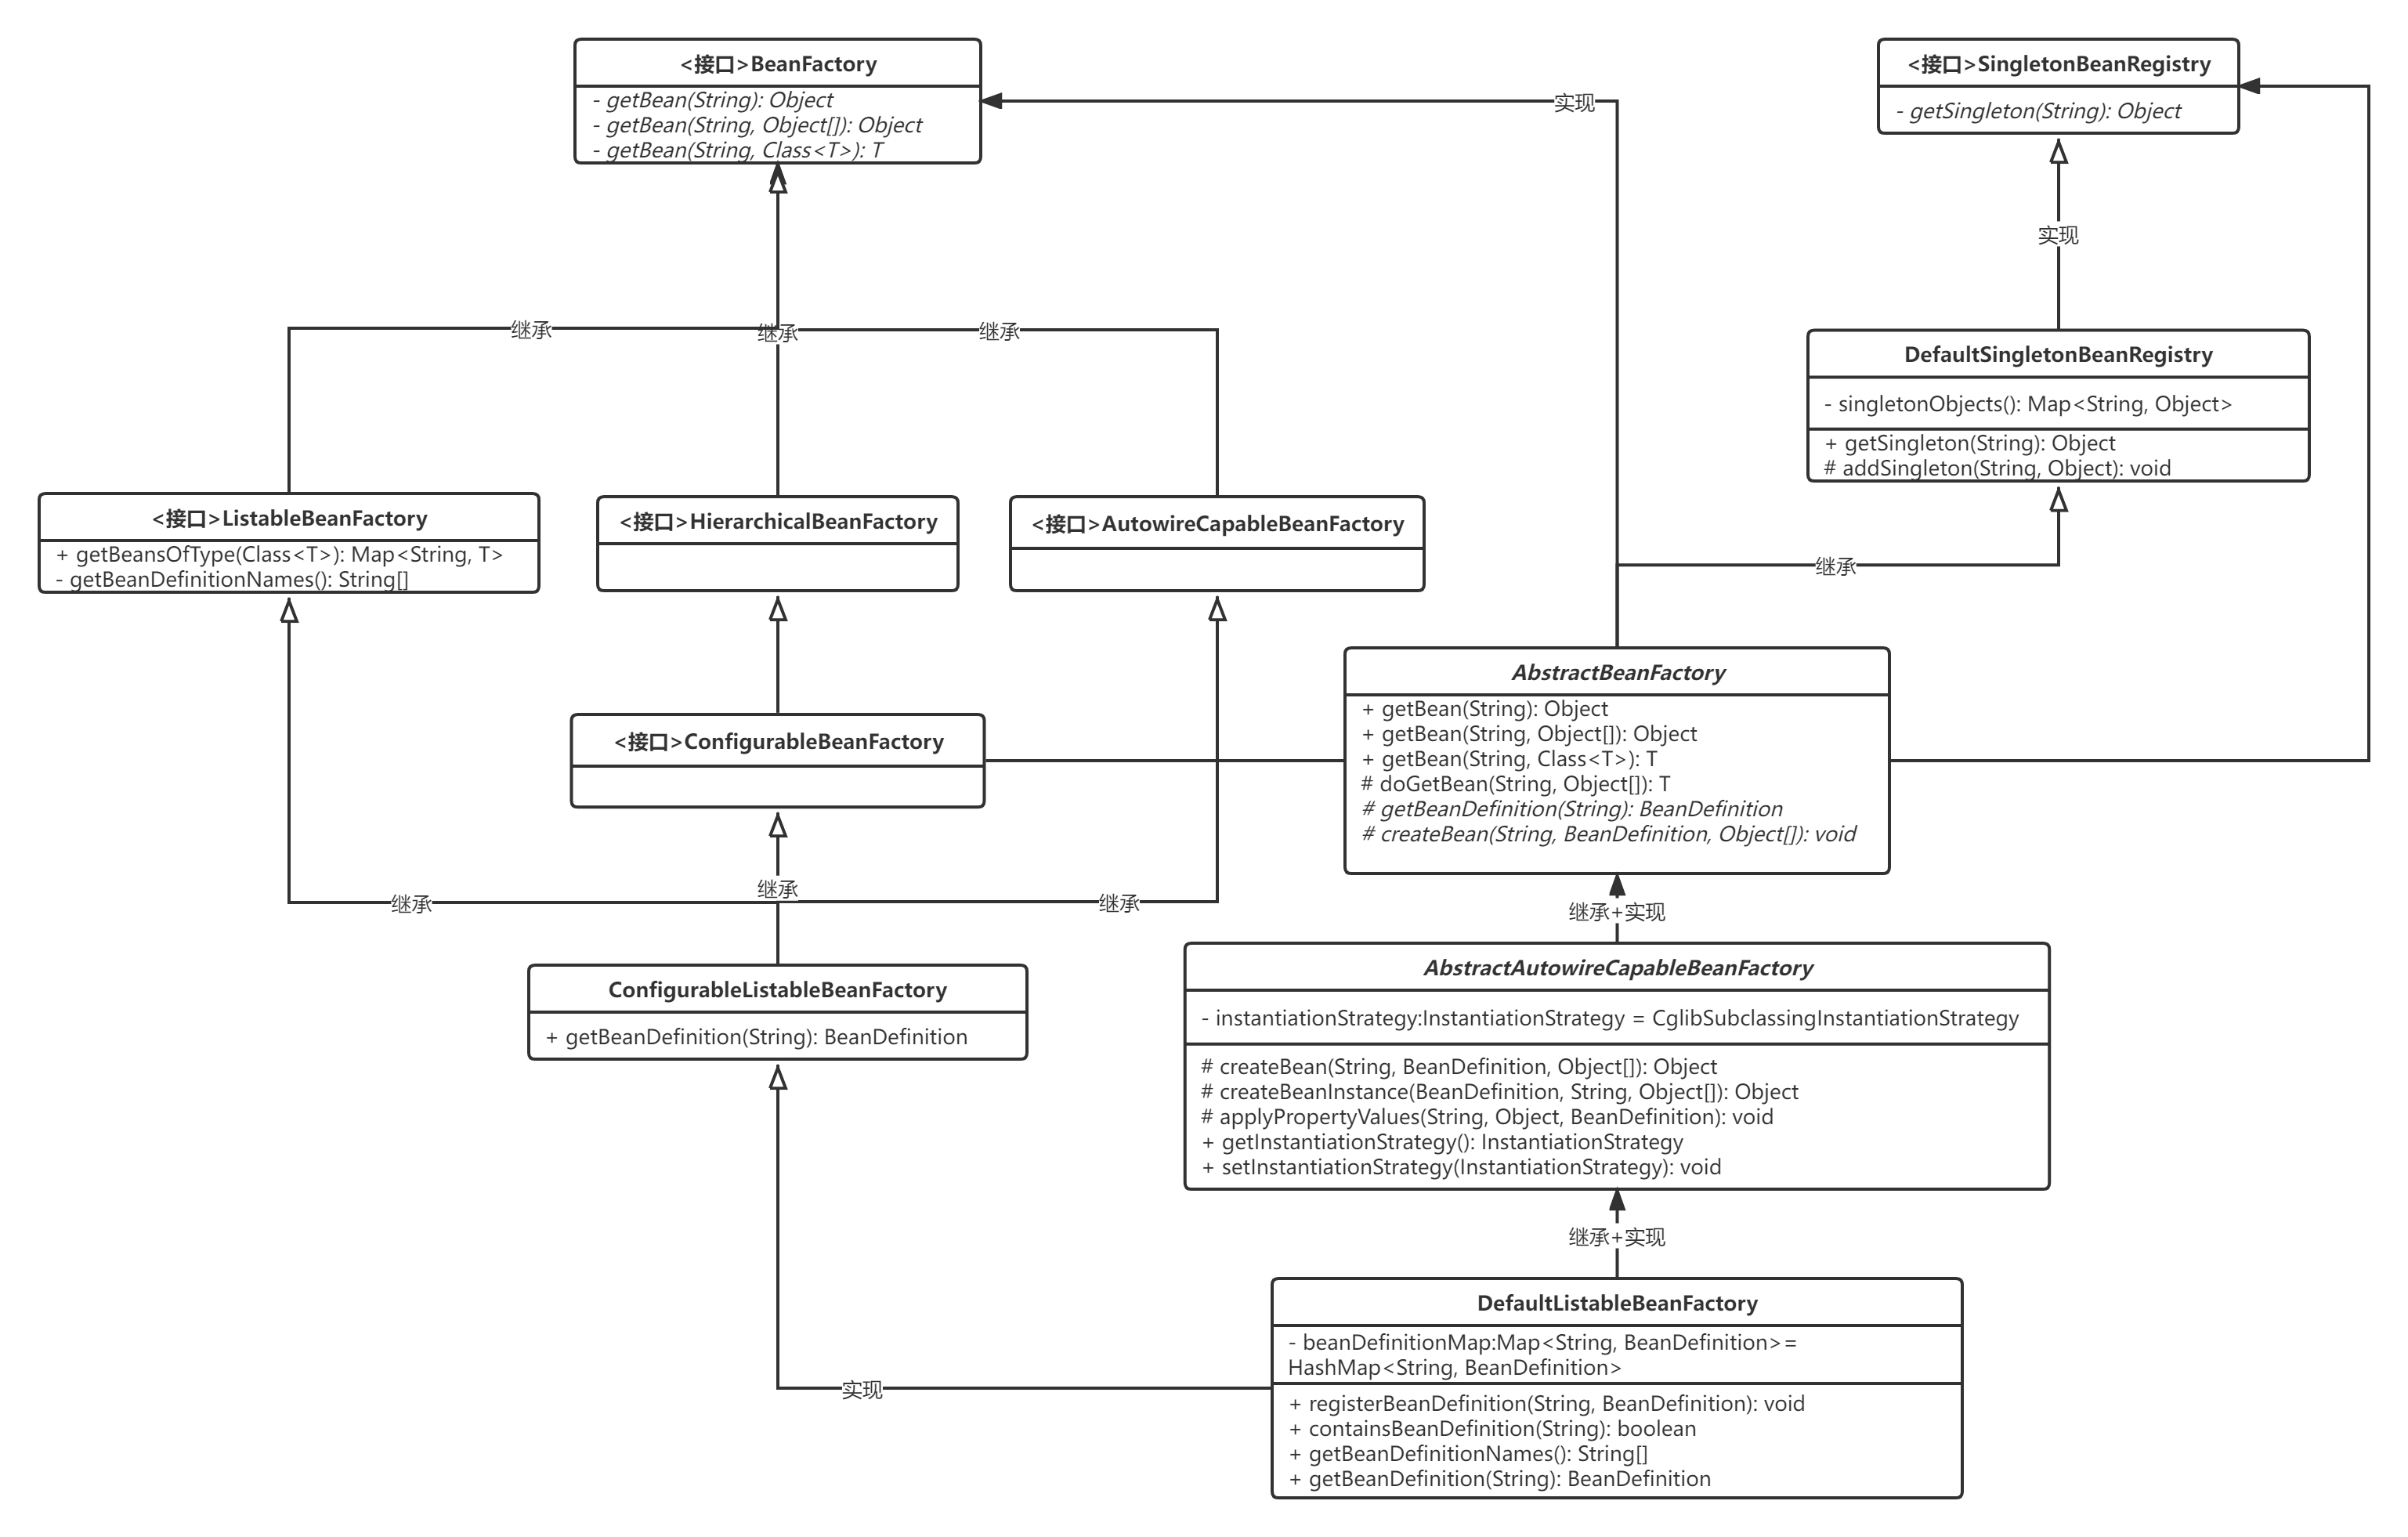 <接口>BeanFactory
- getBean(String): Object
- getBean(String, Object[]): Object
- getBean(String, Class<T>): T
<接口>SingletonBeanRegistry
- getSingleton(String): Object
实现
实现
继承
继承
继承
DefaultSingletonBeanRegistry
- singletonObjects(): Map<String, Object>
+ getSingleton(String): Object
# addSingleton(String, Object): void
<接口>ListableBeanFactory
+ getBeansOfType(Class<T>): Map<String, T>
- getBeanDefinitionNames(): String[]
<接口>HierarchicalBeanFactory
<接口>AutowireCapableBeanFactory
继承
AbstractBeanFactory
+ getBean(String): Object
+ getBean(String, Object[]): Object
+ getBean(String, Class<T>): T
# doGetBean(String, Object[]): T
# getBeanDefinition(String): BeanDefinition
# createBean(String, BeanDefinition, Object[]): void
<接口>ConfigurableBeanFactory
继承
继承
继承
继承+实现
ConfigurableListableBeanFactory
+ getBeanDefinition(String): BeanDefinition
AbstractAutowireCapableBeanFactory
- instantiationStrategy:InstantiationStrategy = CglibSubclassingInstantiationStrategy
# createBean(String, BeanDefinition, Object[]): Object
# createBeanInstance(BeanDefinition, String, Object[]): Object
# applyPropertyValues(String, Object, BeanDefinition): void
+ getInstantiationStrategy(): InstantiationStrategy
+ setInstantiationStrategy(InstantiationStrategy): void
继承+实现
DefaultListableBeanFactory
- beanDefinitionMap:Map<String, BeanDefinition>=
HashMap<String, BeanDefinition>
+ registerBeanDefinition(String, BeanDefinition): void
+ containsBeanDefinition(String): boolean
+ getBeanDefinitionNames(): String[]
+ getBeanDefinition(String): BeanDefinition
实现